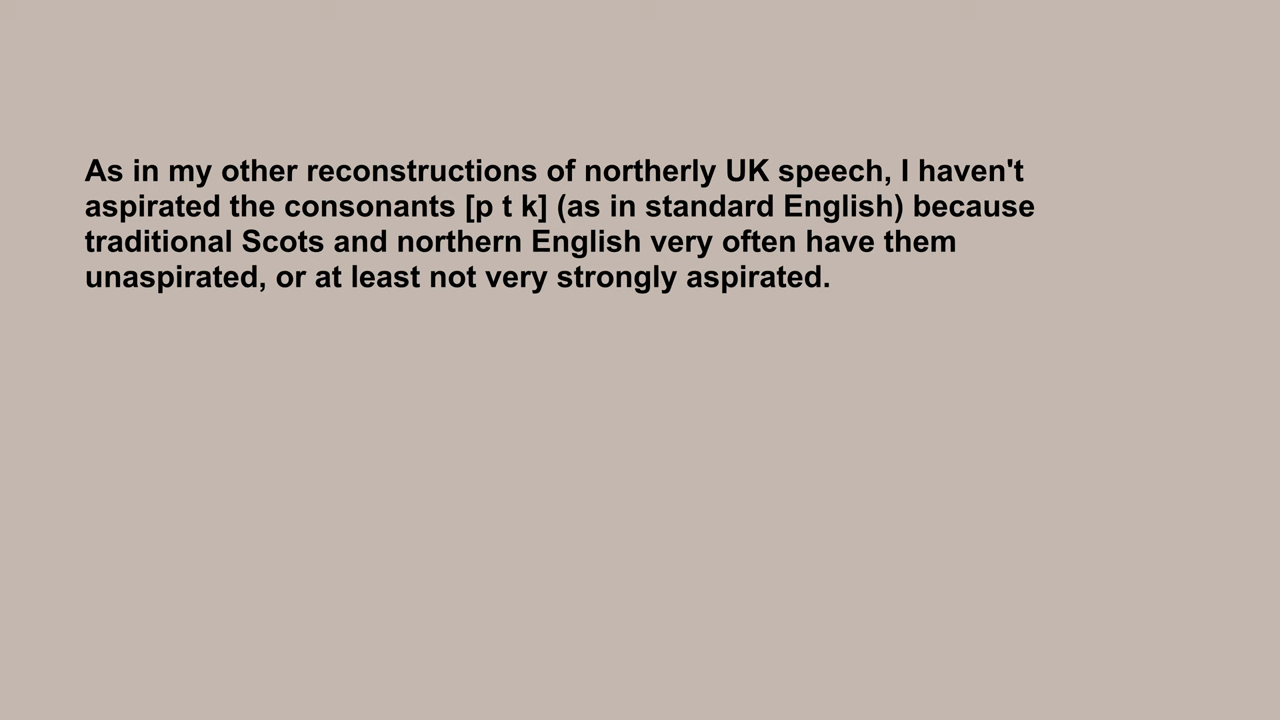 As in my other reconstructions of northerly UK speech, I haven't
aspirated the consonants [p t k] (as in standard English) because
traditional Scots and northern English very often have them
unaspirated, or at least not very strongly aspirated.